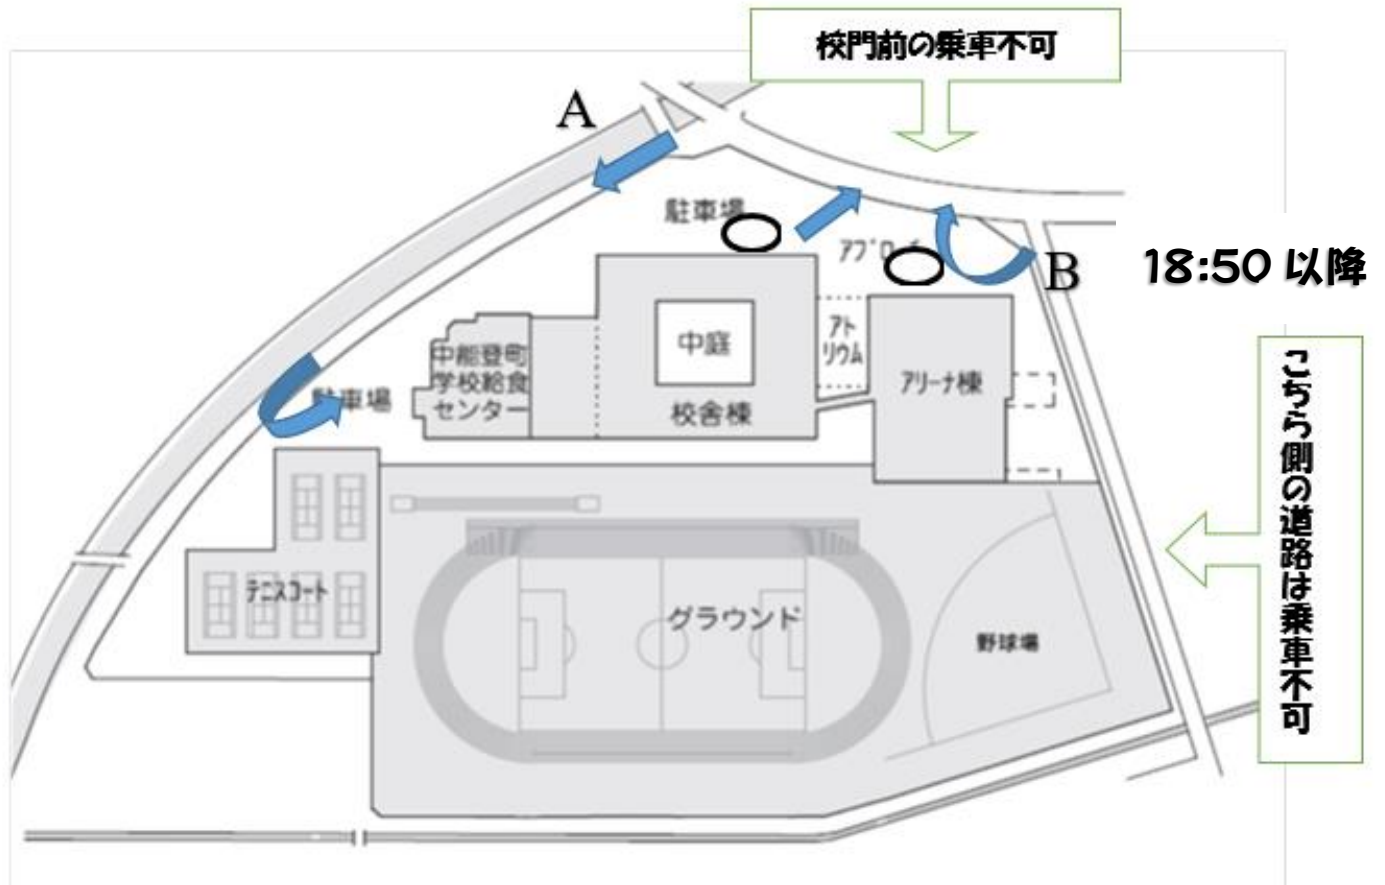 校門前の乗車不可
A
駐車場
アプローチ
B
18:50 以降
中能登町
学校給食
センター
中庭
アト
リウム
アリーナ棟
校舎棟
駐車場
こちら側の道路は乗車不可
テニスコート
グラウンド
野球場